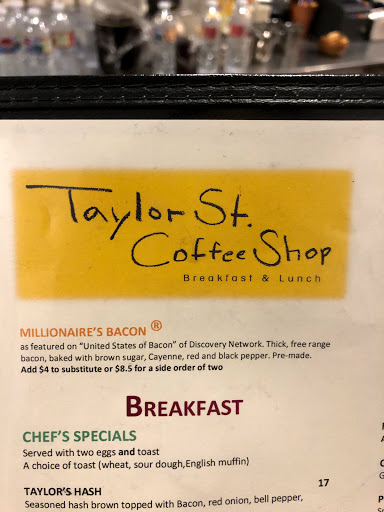 Taylor St.
Coffee Shop
Breakfast & Lunch
MILLIONAIRE'S BACON ®
as featured on "United States of Bacon" of Discovery Network. Thick, free range
bacon, baked with brown sugar, Cayenne, red and black pepper. Pre-made.
Add $4 to substitute or $8.5 for a side order of two
BREAKFAST
CHEF'S SPECIALS
Served with two eggs and toast
A choice of toast (wheat, sour dough,English muffin)
17
TAYLOR'S HASH
Seasoned hash brown topped with Bacon, red onion, bell pepper,